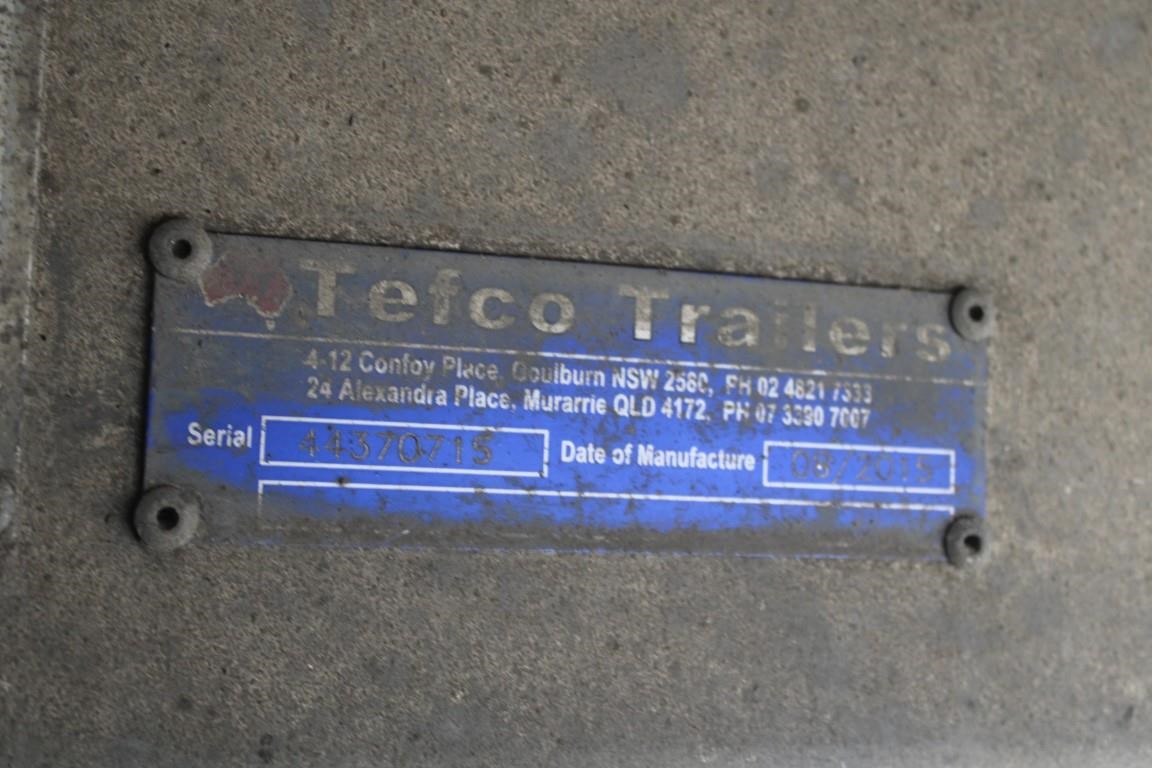 Tefco Trailers
4-12 Confoy Place, Goulburn NSW 2580, PH 02 4821 7333
24 Alexandra Place, Murarrie QLD 4172, PH 07 3390 7007
Serial 44370715 Date of Manufacture 08/2015